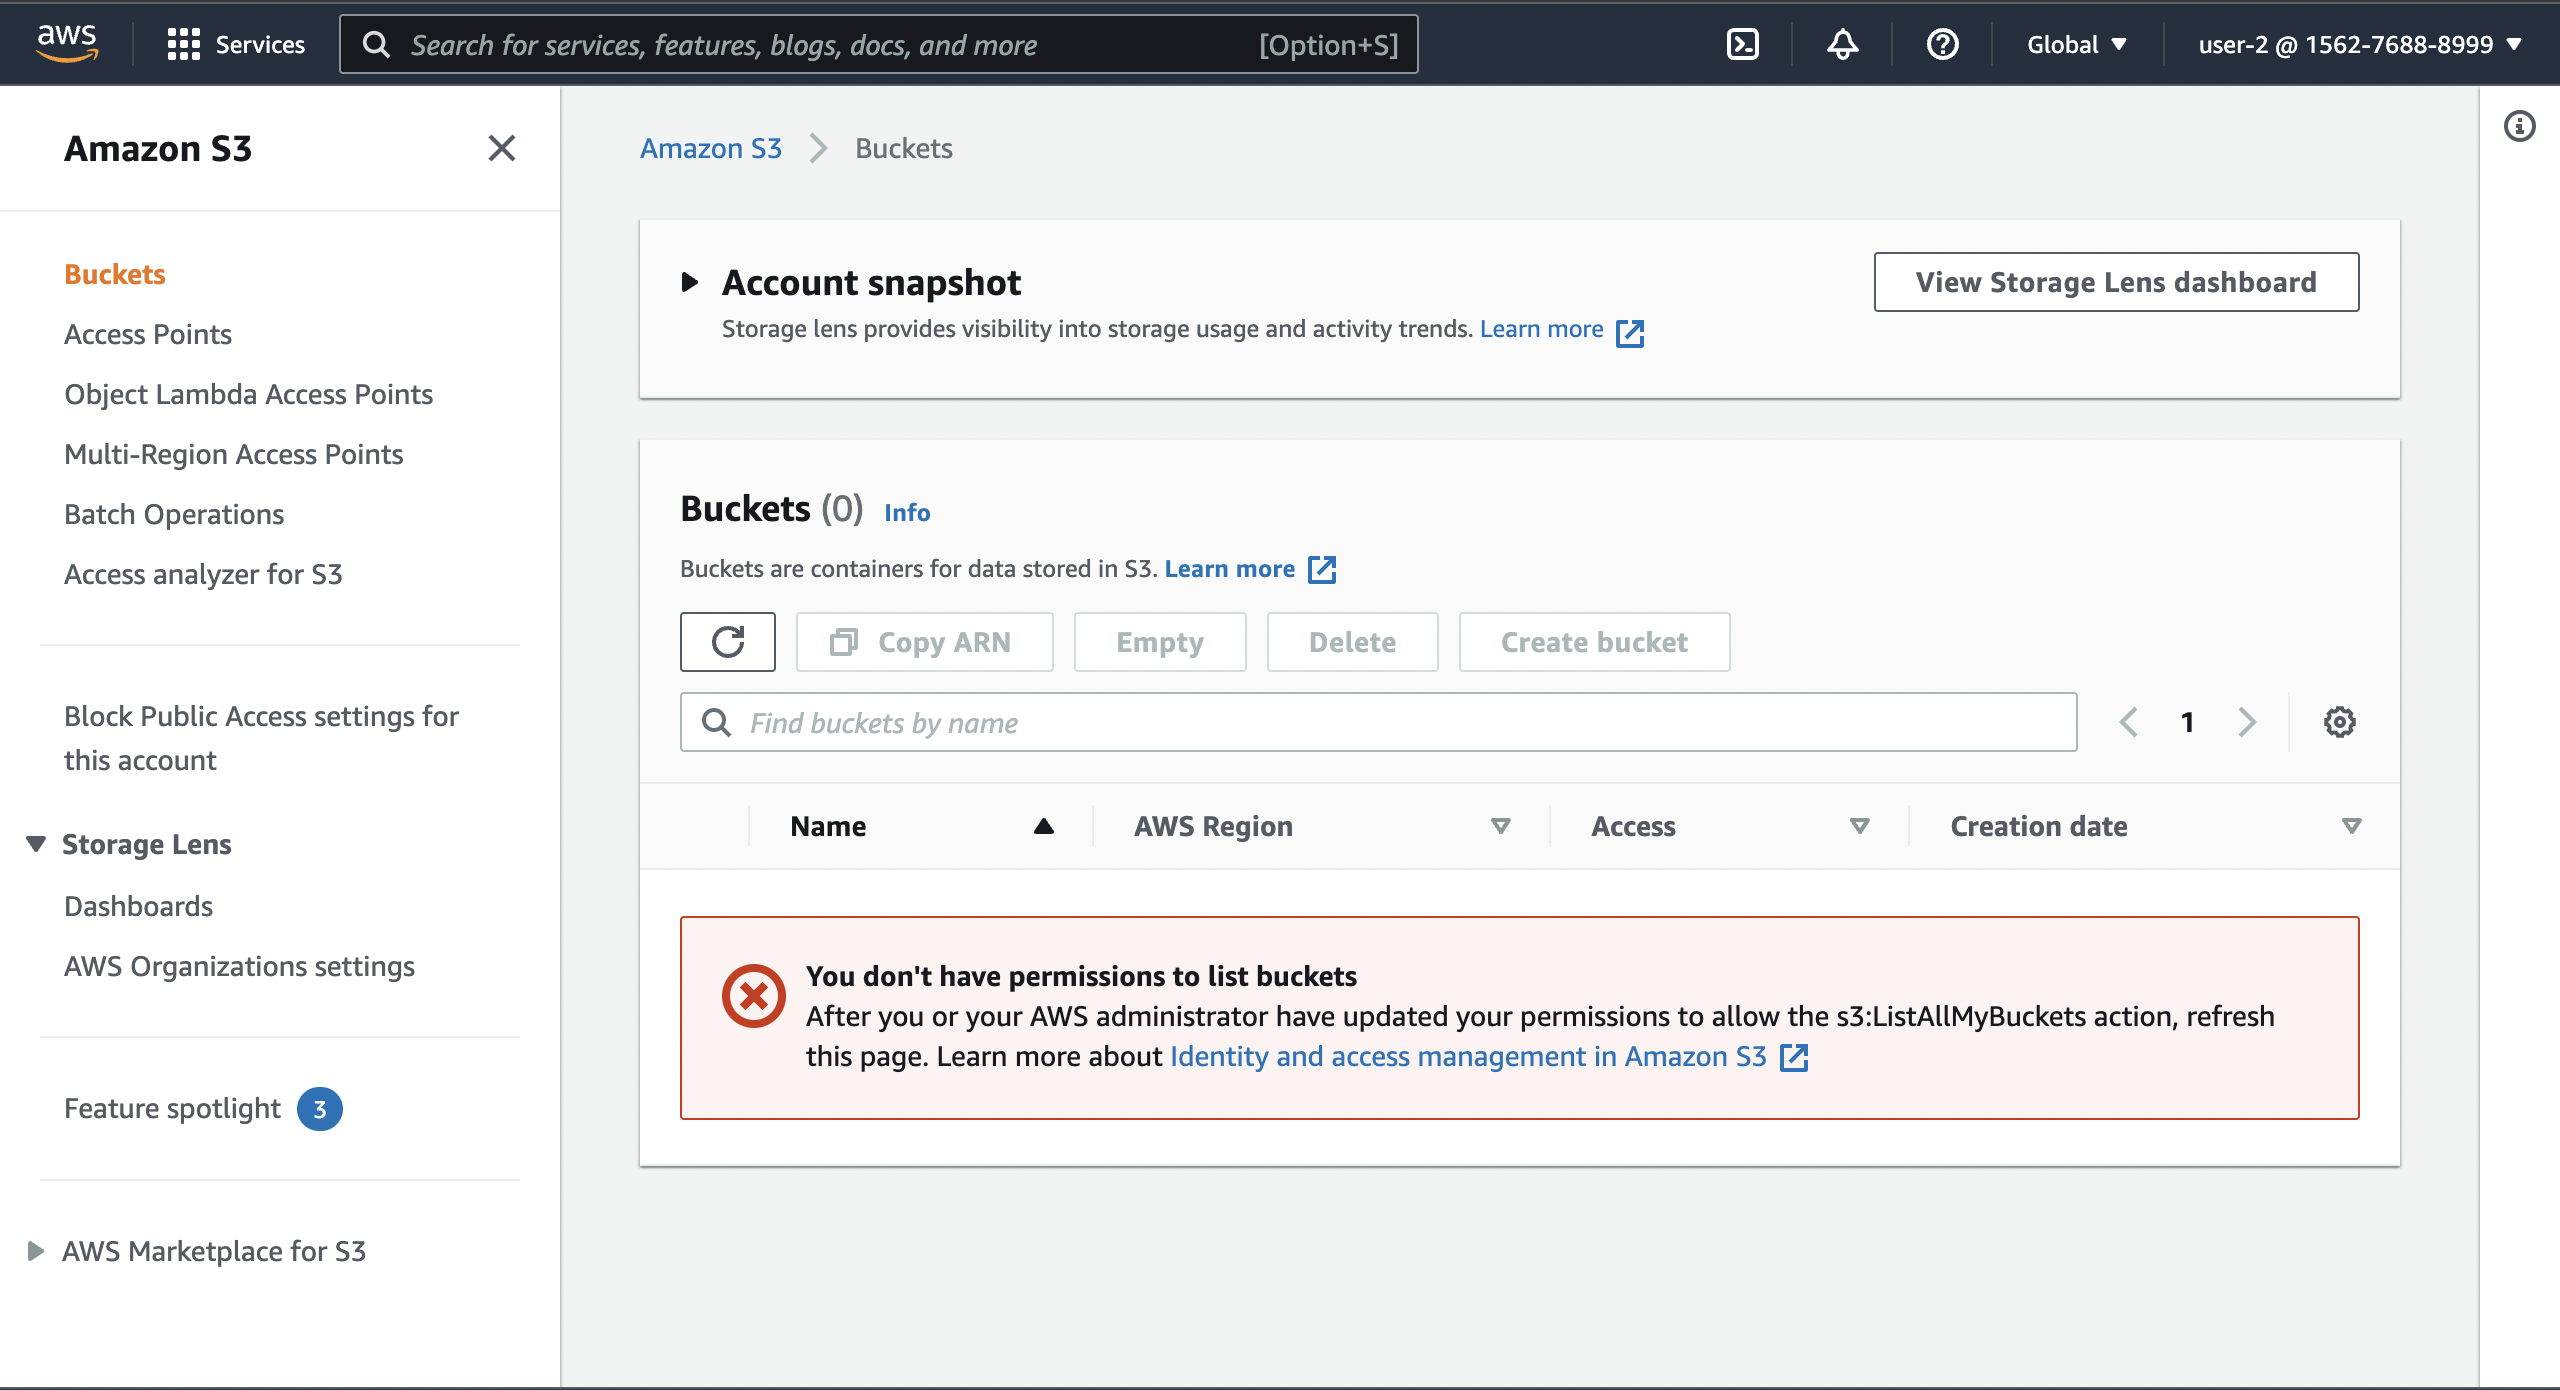 aws
Services
Search for services, features, blogs, docs, and more
[Option+S]
Global
user-2 @ 1562-7688-8999
Amazon S3
Buckets
Access Points
Object Lambda Access Points
Multi-Region Access Points
Batch Operations
Access analyzer for S3
Block Public Access settings for
this account
Storage Lens
Dashboards
AWS Organizations settings
Feature spotlight 3
AWS Marketplace for S3
Amazon S3
Buckets
Account snapshot
View Storage Lens dashboard
Storage lens provides visibility into storage usage and activity trends. Learn more
Buckets (0) Info
Buckets are containers for data stored in S3. Learn more
Copy ARN
Empty
Delete
Create bucket
Find buckets by name
1
Name
AWS Region
Access
Creation date
You don't have permissions to list buckets
After you or your AWS administrator have updated your permissions to allow the s3:ListAllMyBuckets action, refresh
this page. Learn more about Identity and access management in Amazon S3